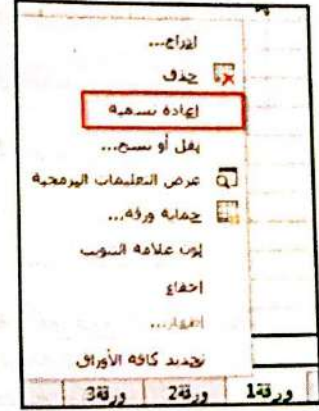 إدراج...
حذف
إعادة تسمية
نقل أو نسخ...
عرض التعليمات البرمجية
حماية ورقة...
لون علامة التبويب
إخفاء
إظهار...
تحديد كافة الأوراق
ورقة1 ورقة2 ورقة3